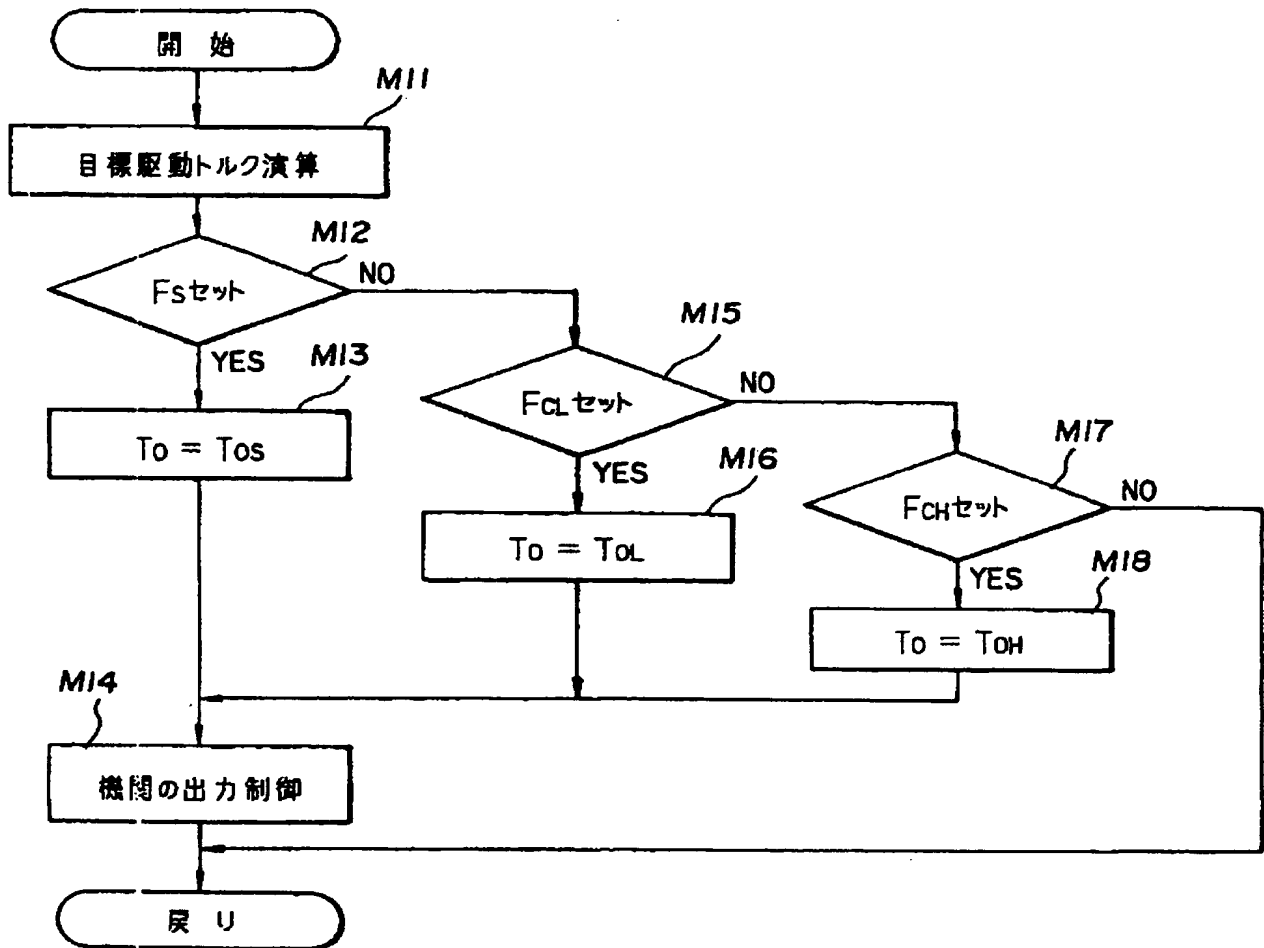 開始
M11
目標駆動トルク演算
M12
FSセット
NO
YES
M13
TO = TOS
M15
FCLセット
NO
YES
M16
TO = TOL
M17
FCHセット
NO
YES
M18
TO = TOH
M14
機関の出力制御
戻り